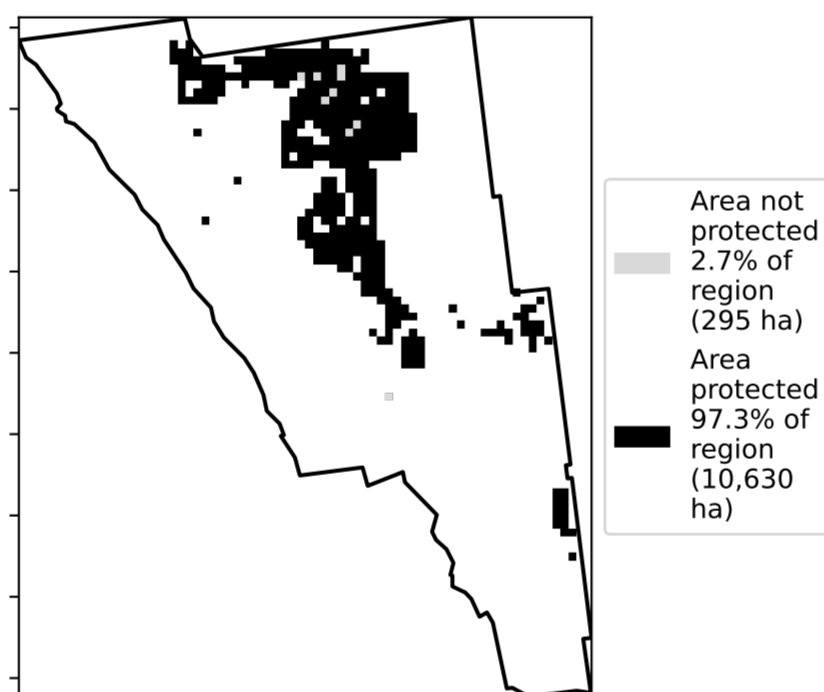 Area not
protected
2.7% of
region
(295 ha)
Area
protected
97.3% of
region
(10,630
ha)